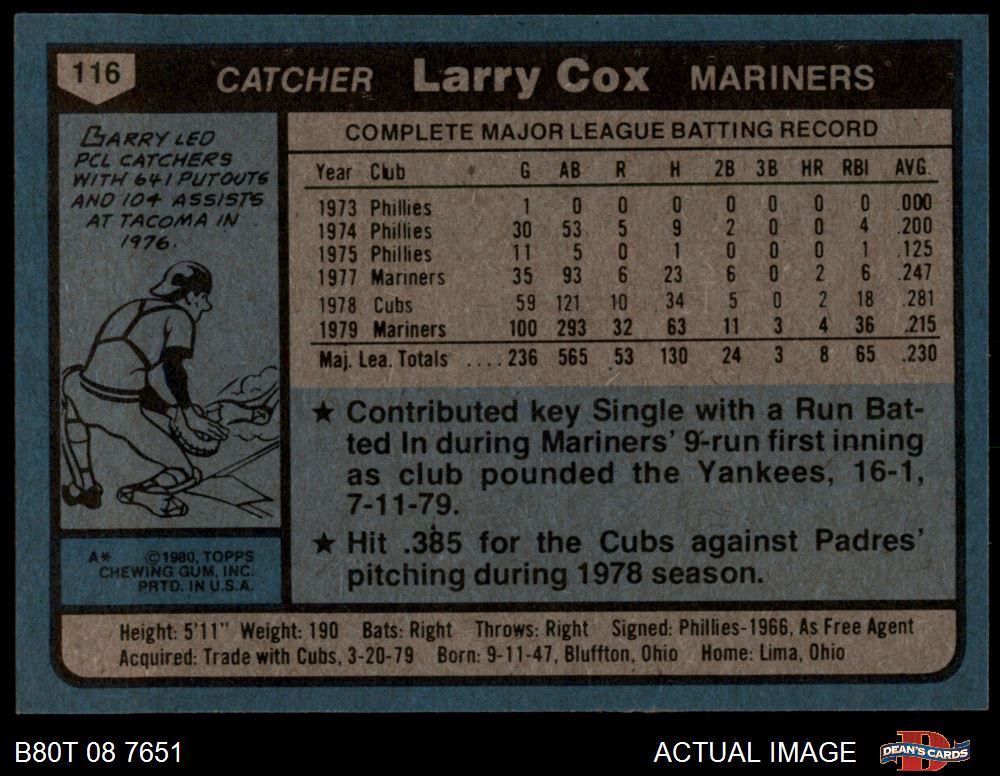 116 CATCHER Larry Cox MARINERS
BARRY LED
PCL CATCHERS
WITH 641 PUTOUTS
AND 104 ASSISTS
AT TACOMA IN
1976.
COMPLETE MAJOR LEAGUE BATTING RECORD
Year Club G AB R H 2B 3B HR RBI AVG.
1973 Phillies 1 0 0 0 0 0 0 0 .000
1974 Phillies 30 53 5 9 2 0 0 4 .200
1975 Phillies 11 5 0 1 0 0 0 1 .125
1977 Mariners 35 93 6 23 6 0 2 6 .247
1978 Cubs 59 121 10 34 5 0 2 18 .281
1979 Mariners 100 293 32 63 11 3 4 36 .215
Maj. Lea. Totals .... 236 565 53 130 24 3 8 65 .230
★ Contributed key Single with a Run Bat-
ted In during Mariners' 9-run first inning
as club pounded the Yankees, 16-1,
7-11-79.
★ Hit .385 for the Cubs against Padres'
pitching during 1978 season.
A* ©1980, TOPPS
CHEWING GUM, INC.
PRTD. IN U.S.A.
Height: 5'11" Weight: 190 Bats: Right Throws: Right Signed: Phillies-1966, As Free Agent
Acquired: Trade with Cubs, 3-20-79 Born: 9-11-47, Bluffton, Ohio Home: Lima, Ohio
B80T 08 7651 ACTUAL IMAGE D DEAN'S CARDS